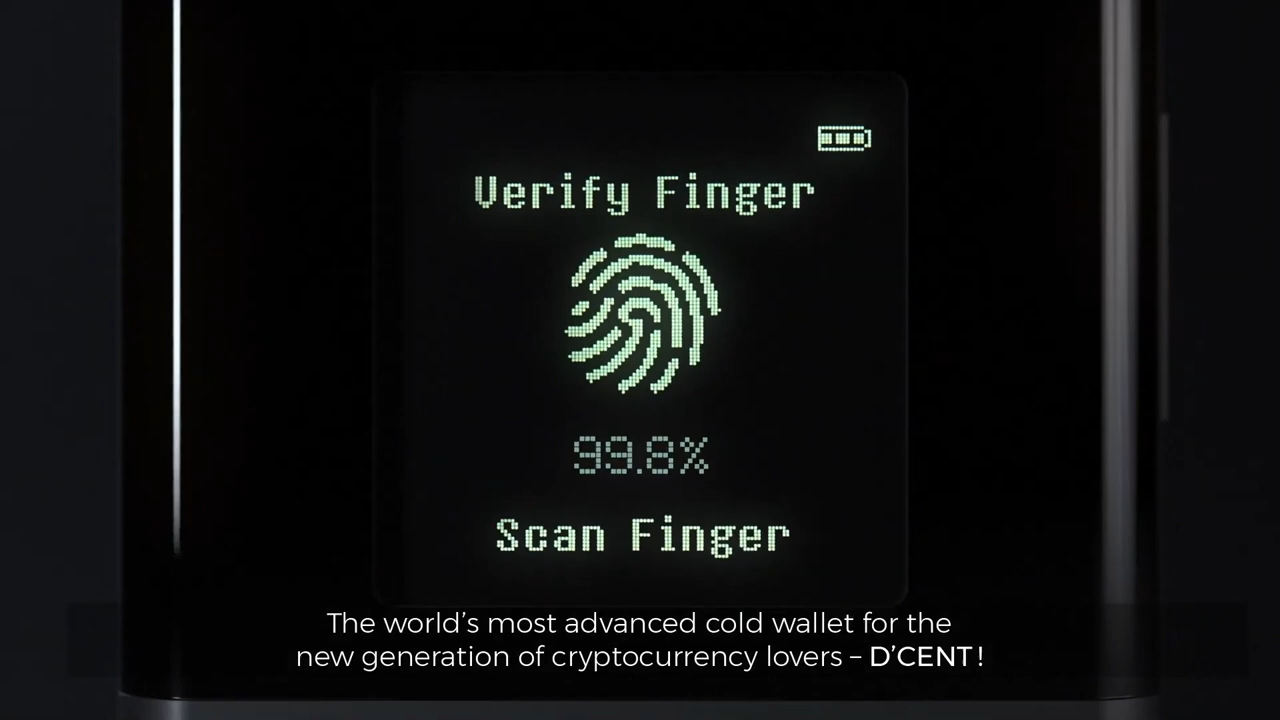 Verify Finger
99.8%
Scan Finger
The world's most advanced cold wallet for the
new generation of cryptocurrency lovers – D'CENT!